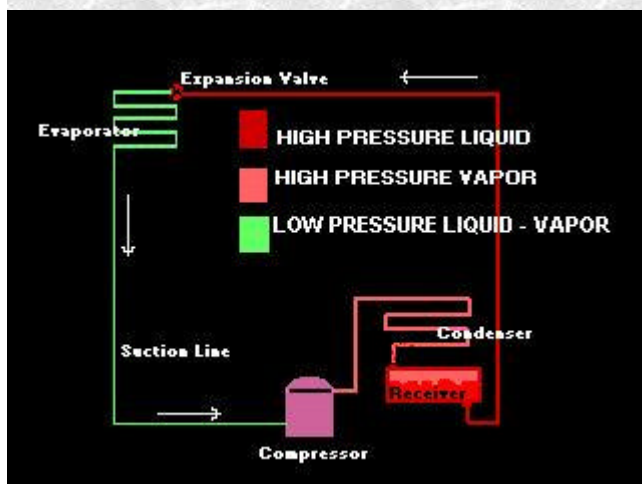 Expansion Valve
Evaporator
HIGH PRESSURE LIQUID
HIGH PRESSURE VAPOR
LOW PRESSURE LIQUID - VAPOR
Condenser
Suction Line
Receiver
Compressor